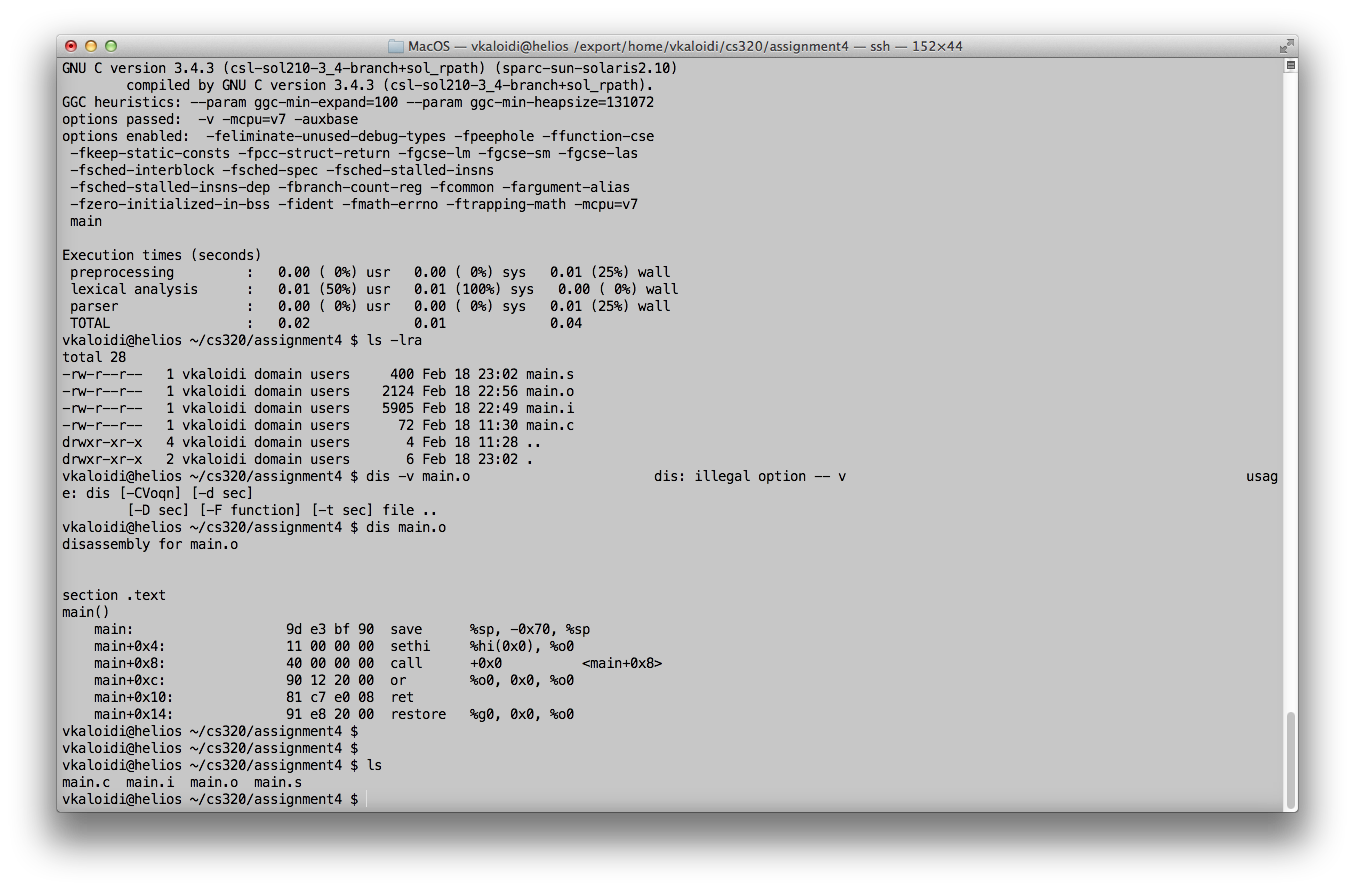 MacOS — vkaloidi@helios /export/home/vkaloidi/cs320/assignment4 — ssh — 152×44
GNU C version 3.4.3 (csl-sol210-3_4-branch+sol_rpath) (sparc-sun-solaris2.10)
        compiled by GNU C version 3.4.3 (csl-sol210-3_4-branch+sol_rpath).
GGC heuristics: --param ggc-min-expand=100 --param ggc-min-heapsize=131072
options passed:  -v -mcpu=v7 -auxbase
options enabled:  -feliminate-unused-debug-types -fpeephole -ffunction-cse
 -fkeep-static-consts -fpcc-struct-return -fgcse-lm -fgcse-sm -fgcse-las
 -fsched-interblock -fsched-spec -fsched-stalled-insns
 -fsched-stalled-insns-dep -fbranch-count-reg -fcommon -fargument-alias
 -fzero-initialized-in-bss -fident -fmath-errno -ftrapping-math -mcpu=v7
 main
Execution times (seconds)
 preprocessing         :   0.00 ( 0%) usr   0.00 ( 0%) sys   0.01 (25%) wall
 lexical analysis      :   0.01 (50%) usr   0.01 (100%) sys   0.00 ( 0%) wall
 parser                :   0.00 ( 0%) usr   0.00 ( 0%) sys   0.01 (25%) wall
 TOTAL                 :   0.02             0.01             0.04
vkaloidi@helios ~/cs320/assignment4 $ ls -lra
total 28
-rw-r--r--   1 vkaloidi domain users     400 Feb 18 23:02 main.s
-rw-r--r--   1 vkaloidi domain users    2124 Feb 18 22:56 main.o
-rw-r--r--   1 vkaloidi domain users    5905 Feb 18 22:49 main.i
-rw-r--r--   1 vkaloidi domain users      72 Feb 18 11:30 main.c
drwxr-xr-x   4 vkaloidi domain users       4 Feb 18 11:28 ..
drwxr-xr-x   2 vkaloidi domain users       6 Feb 18 23:02 .
vkaloidi@helios ~/cs320/assignment4 $ dis -v main.o                       dis: illegal option -- v                                                  usag
e: dis [-CVoqn] [-d sec]
        [-D sec] [-F function] [-t sec] file ..
vkaloidi@helios ~/cs320/assignment4 $ dis main.o
disassembly for main.o
section .text
main()
    main:                   9d e3 bf 90  save      %sp, -0x70, %sp
    main+0x4:               11 00 00 00  sethi     %hi(0x0), %o0
    main+0x8:               40 00 00 00  call      +0x0          <main+0x8>
    main+0xc:               90 12 20 00  or        %o0, 0x0, %o0
    main+0x10:              81 c7 e0 08  ret
    main+0x14:              91 e8 20 00  restore   %g0, 0x0, %o0
vkaloidi@helios ~/cs320/assignment4 $
vkaloidi@helios ~/cs320/assignment4 $
vkaloidi@helios ~/cs320/assignment4 $ ls
main.c  main.i  main.o  main.s
vkaloidi@helios ~/cs320/assignment4 $